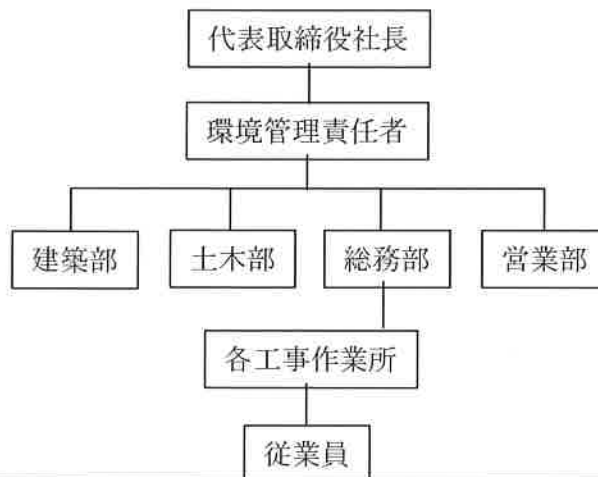 代表取締役社長
環境管理責任者
建築部
土木部
総務部
営業部
各工事作業所
従業員